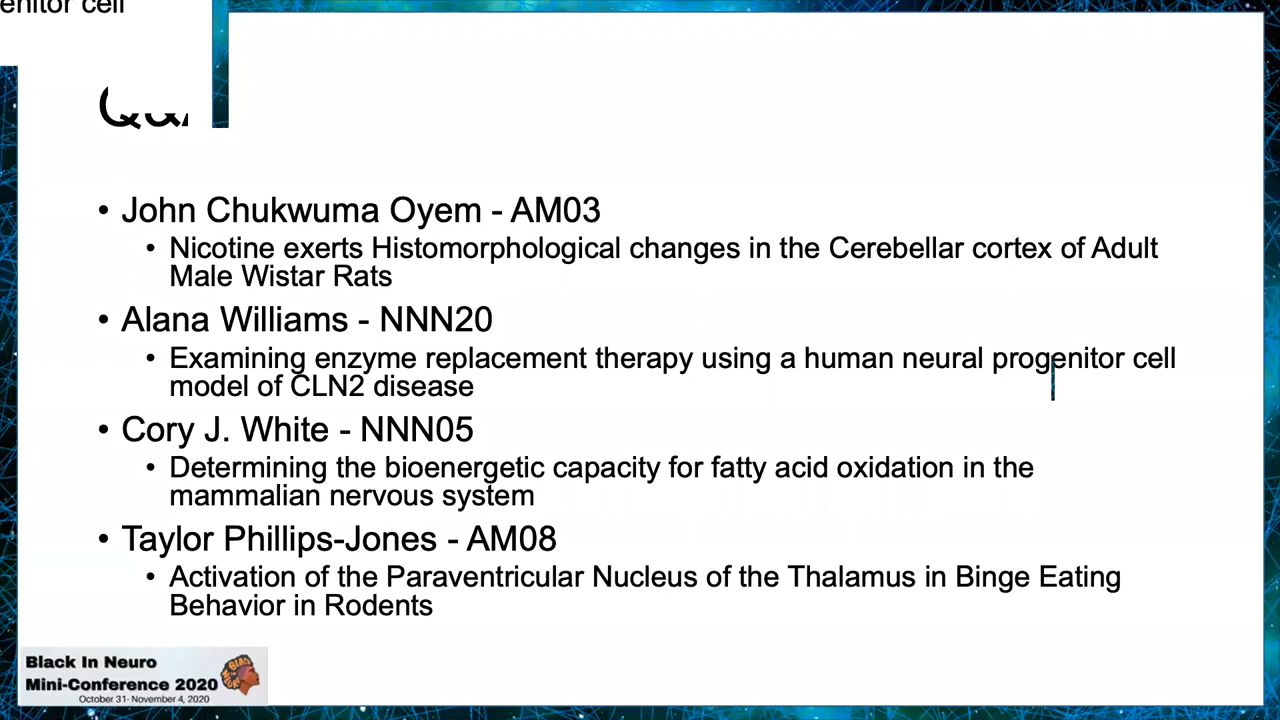 enitor cell
• John Chukwuma Oyem - AM03
• Nicotine exerts Histomorphological changes in the Cerebellar cortex of Adult
Male Wistar Rats
• Alana Williams - NNN20
• Examining enzyme replacement therapy using a human neural progenitor cell
model of CLN2 disease
• Cory J. White - NNN05
• Determining the bioenergetic capacity for fatty acid oxidation in the
mammalian nervous system
• Taylor Phillips-Jones - AM08
• Activation of the Paraventricular Nucleus of the Thalamus in Binge Eating
Behavior in Rodents
Black In Neuro
Mini-Conference 2020
October 31- November 4, 2020